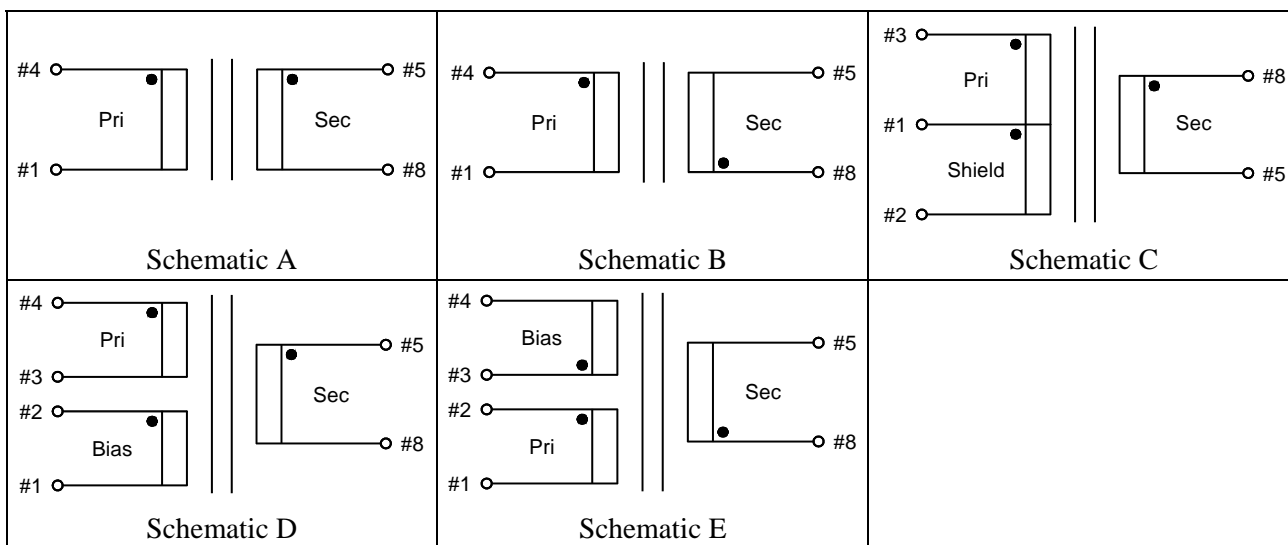 #4
Pri
#1
Sec
#5
#8
Schematic A
#4
Pri
#1
Sec
#5
#8
Schematic B
#3
Pri
#1
Shield
#2
Sec
#8
#5
Schematic C
#4
Pri
#3
#2
Bias
#1
Sec
#5
#8
Schematic D
#4
Bias
#3
#2
Pri
#1
Sec
#5
#8
Schematic E